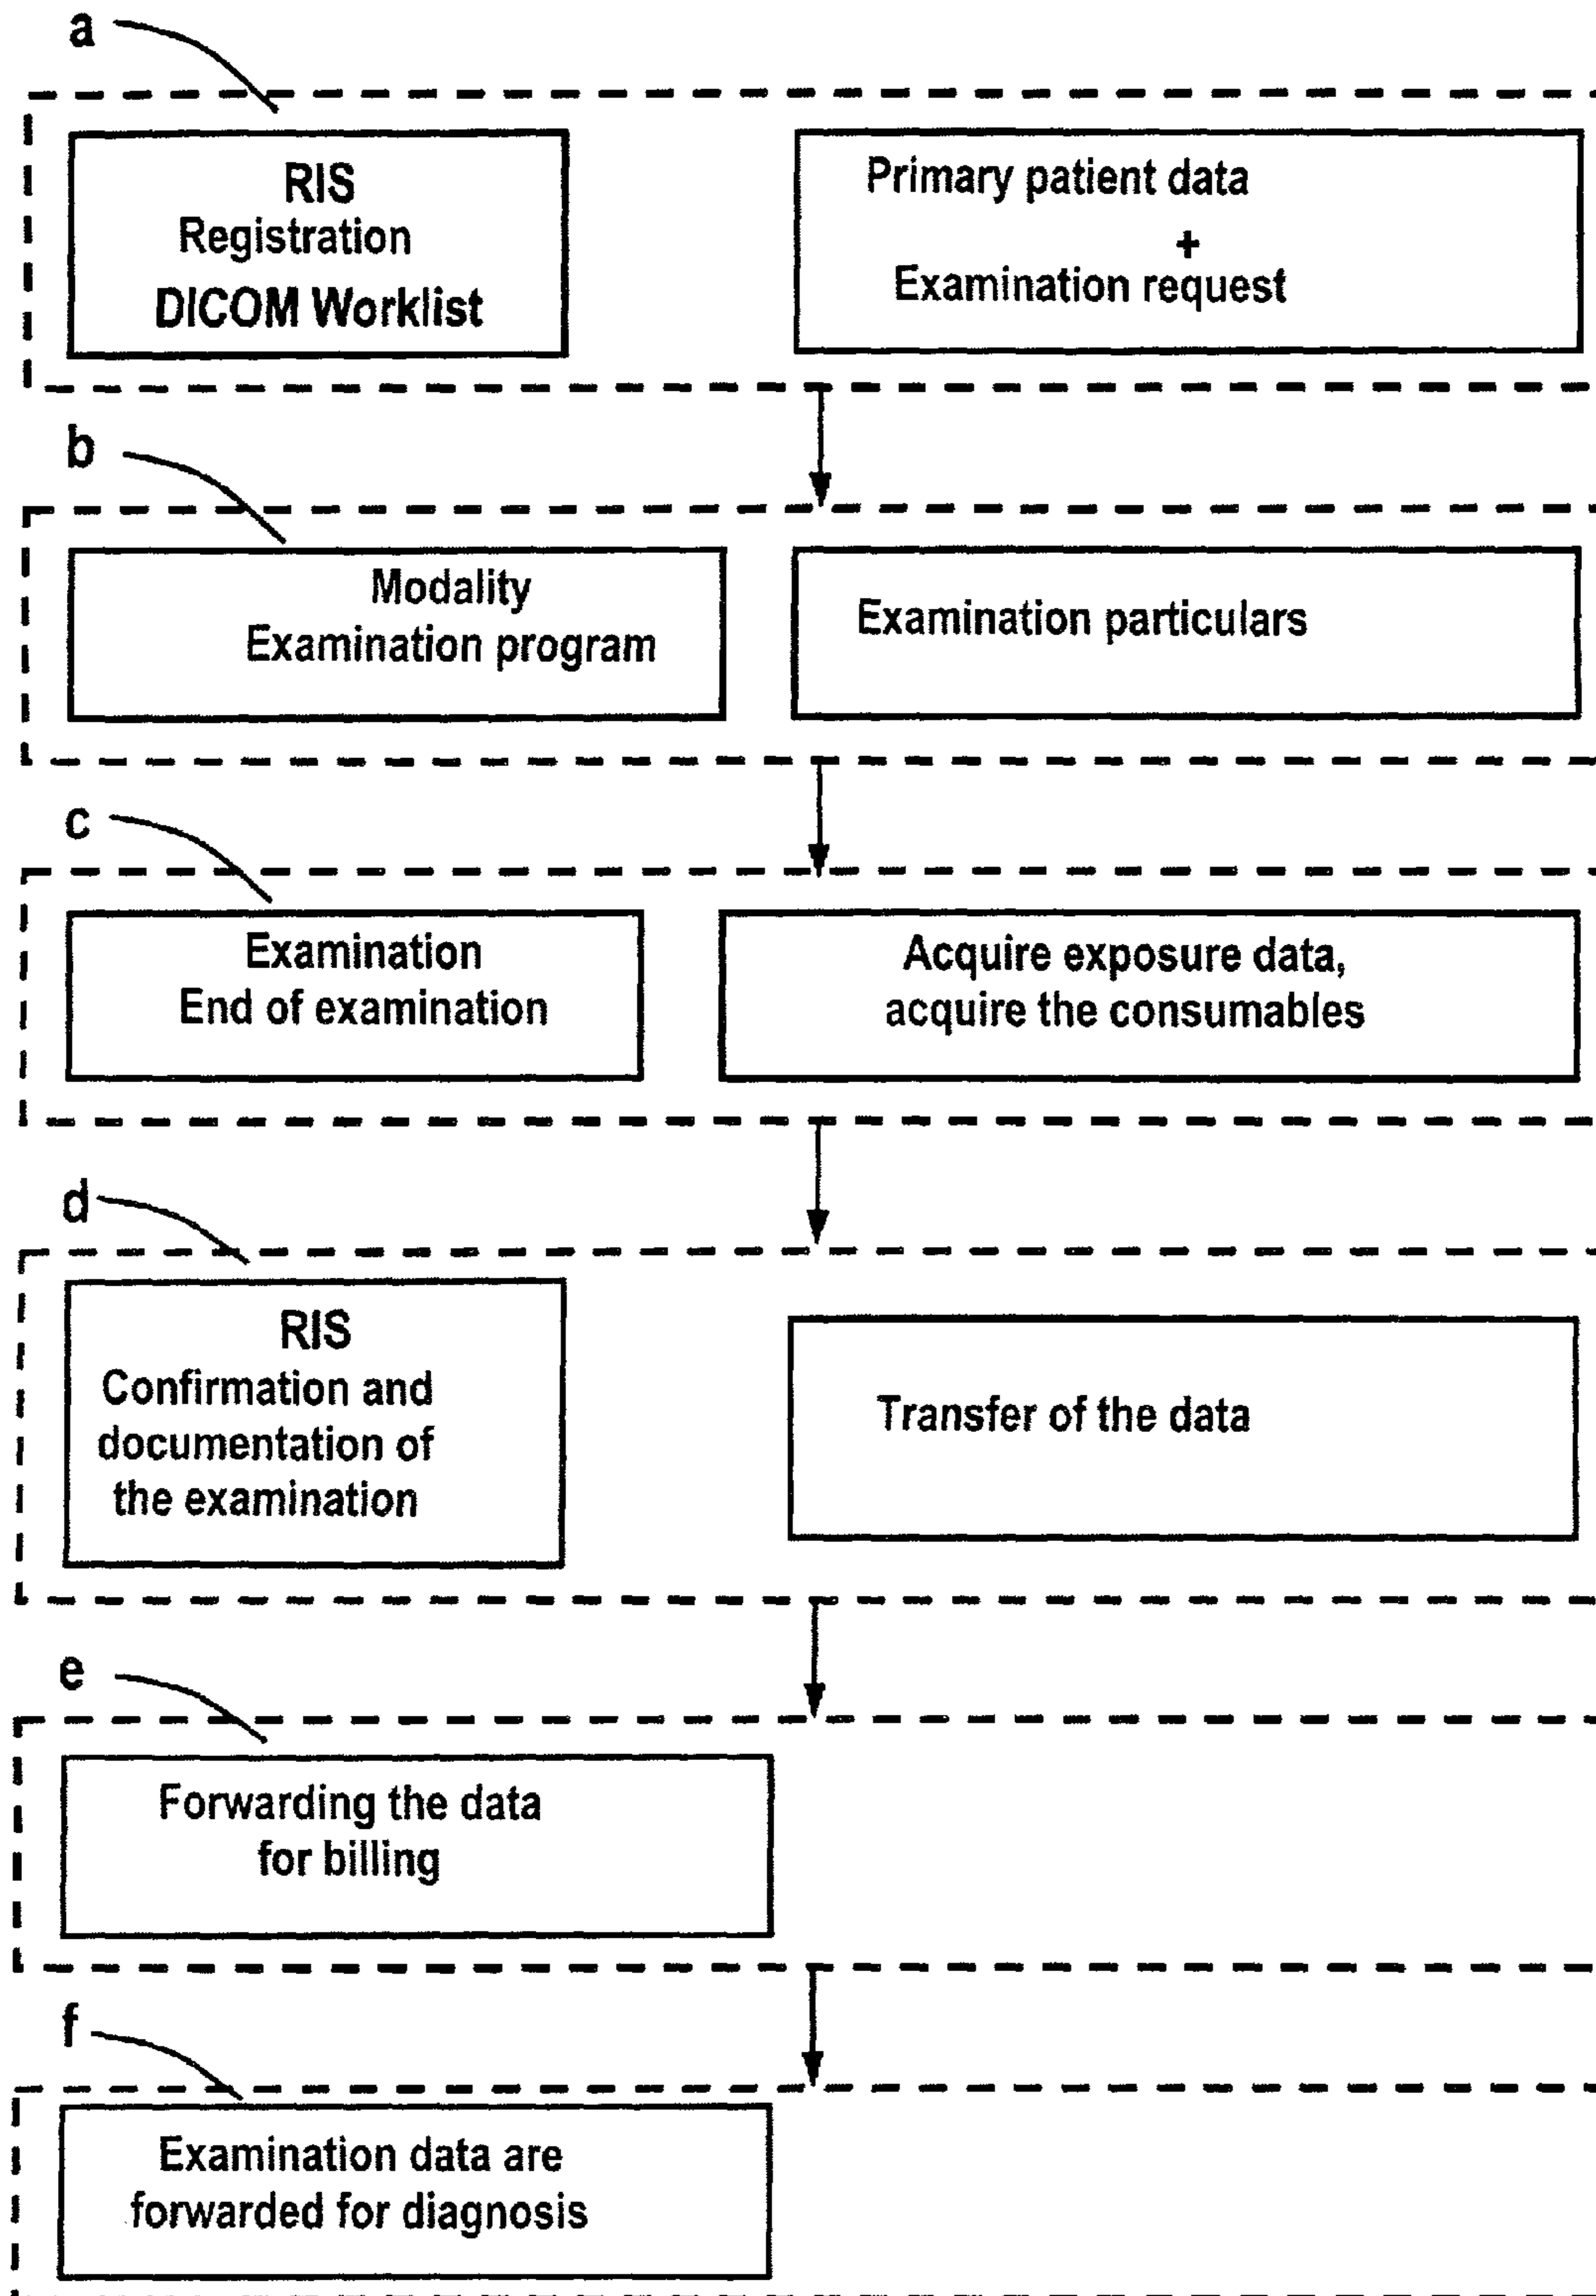 a
RIS
Registration
DICOM Worklist
Primary patient data
+
Examination request
b
Modality
Examination program
Examination particulars
c
Examination
End of examination
Acquire exposure data,
acquire the consumables
d
RIS
Confirmation and
documentation of
the examination
Transfer of the data
e
Forwarding the data
for billing
f
Examination data are
forwarded for diagnosis